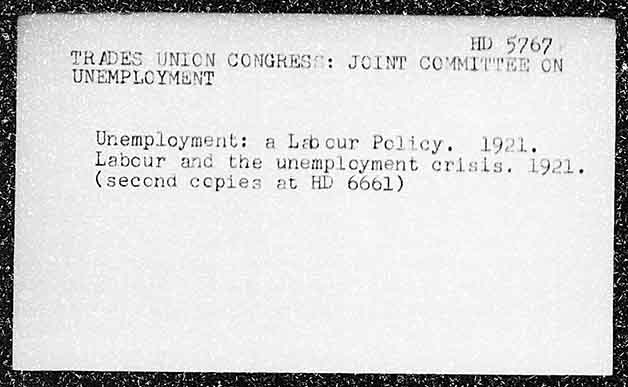 HD 5767
TRADES UNION CONGRESS: JOINT COMMITTEE ON
UNEMPLOYMENT
Unemployment: a Labour Policy. 1921.
Labour and the unemployment crisis. 1921.
(second copies at HD 6661)